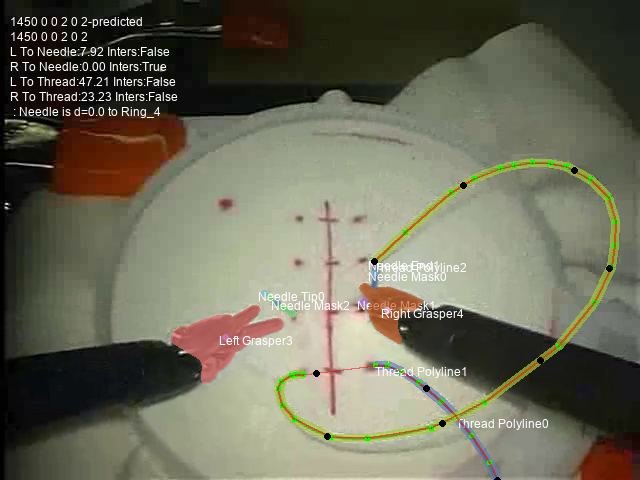 1450 0 0 2 0 2-predicted
1450 0 0 2 0 2
L To Needle:7.92 Inters:False
R To Needle:0.00 Inters:True
L To Thread:47.21 Inters:False
R To Thread:23.23 Inters:False
: Needle is d=0.0 to Ring_4
Needle End1
Thread Polyline2
Needle Mask0
Needle Tip0
Needle Mask2
Needle Mask1
Right Grasper4
Left Grasper3
Thread Polyline1
Thread Polyline0